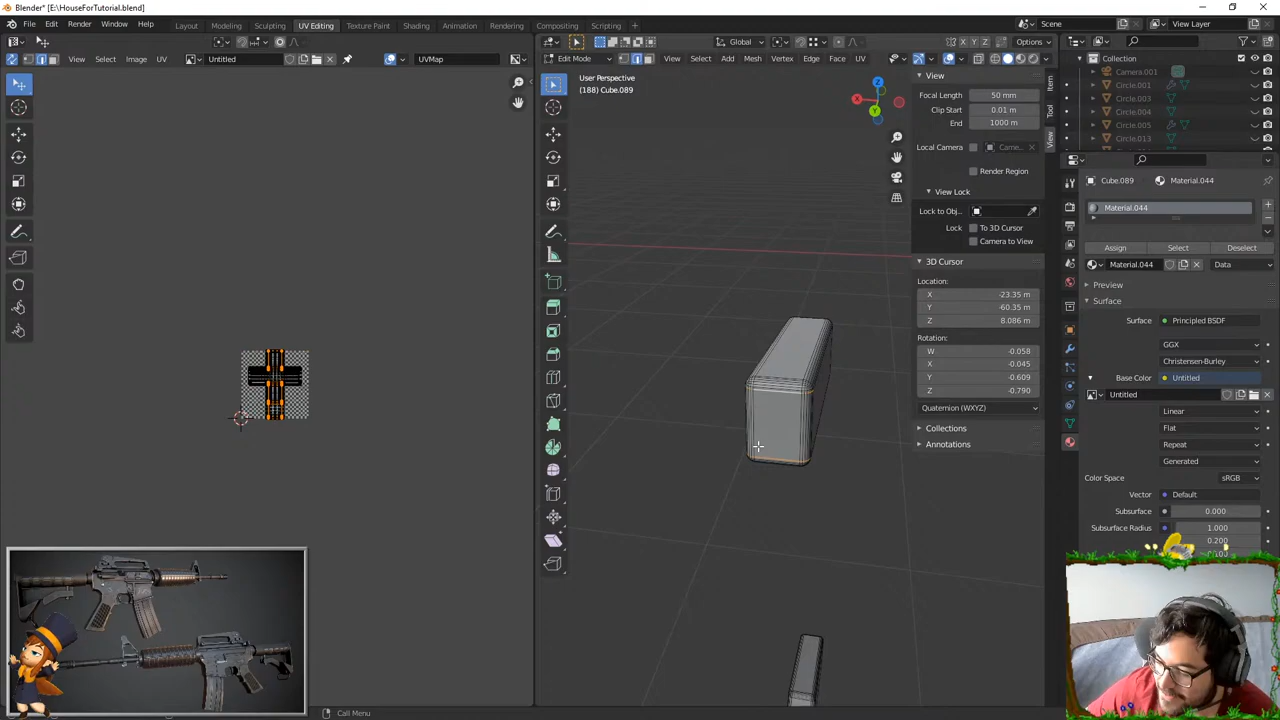 Blender* [E:\HouseForTutorial.blend]
File Edit Render Window Help Layout Modeling Sculpting UV Editing Texture Paint Shading Animation Rendering Compositing Scripting Scene View Layer
Global X Y Z Options
View Select Image UV Untitled UVMap Edit Mode View Select Add Mesh Vertex Edge Face UV
User Perspective
(188) Cube.089
X Y Z
View
Focal Length 50 mm
Clip Start 0.01 m
End 1000 m
Local Camera Came...
Render Region
View Lock
Lock to Obj...
Lock To 3D Cursor
Camera to View
3D Cursor
Location:
X -23.35 m
Y -60.35 m
Z 8.086 m
Rotation:
W -0.058
X -0.045
Y -0.609
Z -0.790
Quaternion (WXYZ)
Collections
Annotations
Item
Tool
View
Collection
Camera.001
Circle.001
Circle.003
Circle.004
Circle.005
Circle.013
Cube.089 Material.044
Material.044
Assign Select Deselect
Material.044 Data
Preview
Surface
Surface Principled BSDF
GGX
Christensen-Burley
Base Color Untitled
Untitled
Linear
Flat
Repeat
Generated
Color Space sRGB
Vector Default
Subsurface 0.000
Subsurface Radius 1.000
0.200
Call Menu